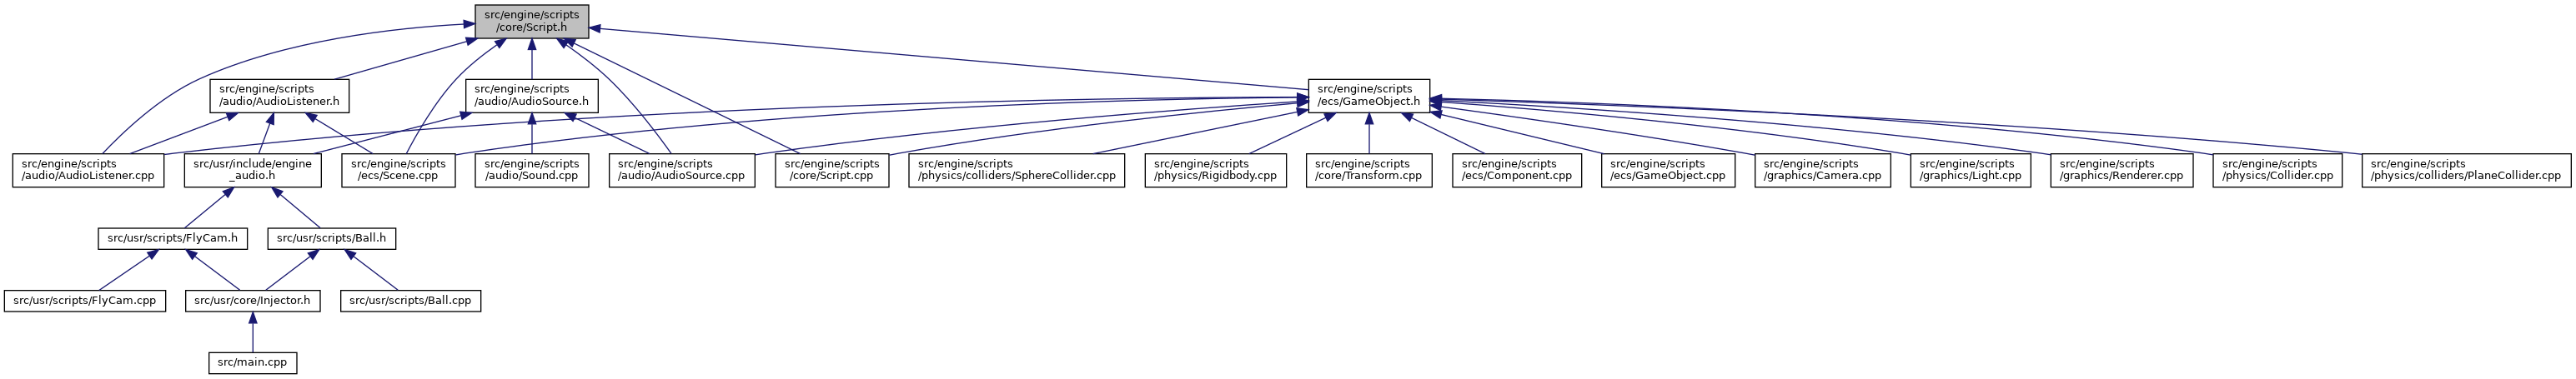 src/engine/scripts
/core/Script.h
src/engine/scripts
/audio/AudioListener.h
src/engine/scripts
/audio/AudioSource.h
src/engine/scripts
/ecs/GameObject.h
src/engine/scripts
/audio/AudioListener.cpp
src/usr/include/engine
_audio.h
src/engine/scripts
/ecs/Scene.cpp
src/engine/scripts
/audio/Sound.cpp
src/engine/scripts
/audio/AudioSource.cpp
src/engine/scripts
/core/Script.cpp
src/engine/scripts
/physics/colliders/SphereCollider.cpp
src/engine/scripts
/physics/Rigidbody.cpp
src/engine/scripts
/core/Transform.cpp
src/engine/scripts
/ecs/Component.cpp
src/engine/scripts
/ecs/GameObject.cpp
src/engine/scripts
/graphics/Camera.cpp
src/engine/scripts
/graphics/Light.cpp
src/engine/scripts
/graphics/Renderer.cpp
src/engine/scripts
/physics/Collider.cpp
src/engine/scripts
/physics/colliders/PlaneCollider.cpp
src/usr/scripts/FlyCam.h
src/usr/scripts/Ball.h
src/usr/scripts/FlyCam.cpp
src/usr/core/Injector.h
src/usr/scripts/Ball.cpp
src/main.cpp